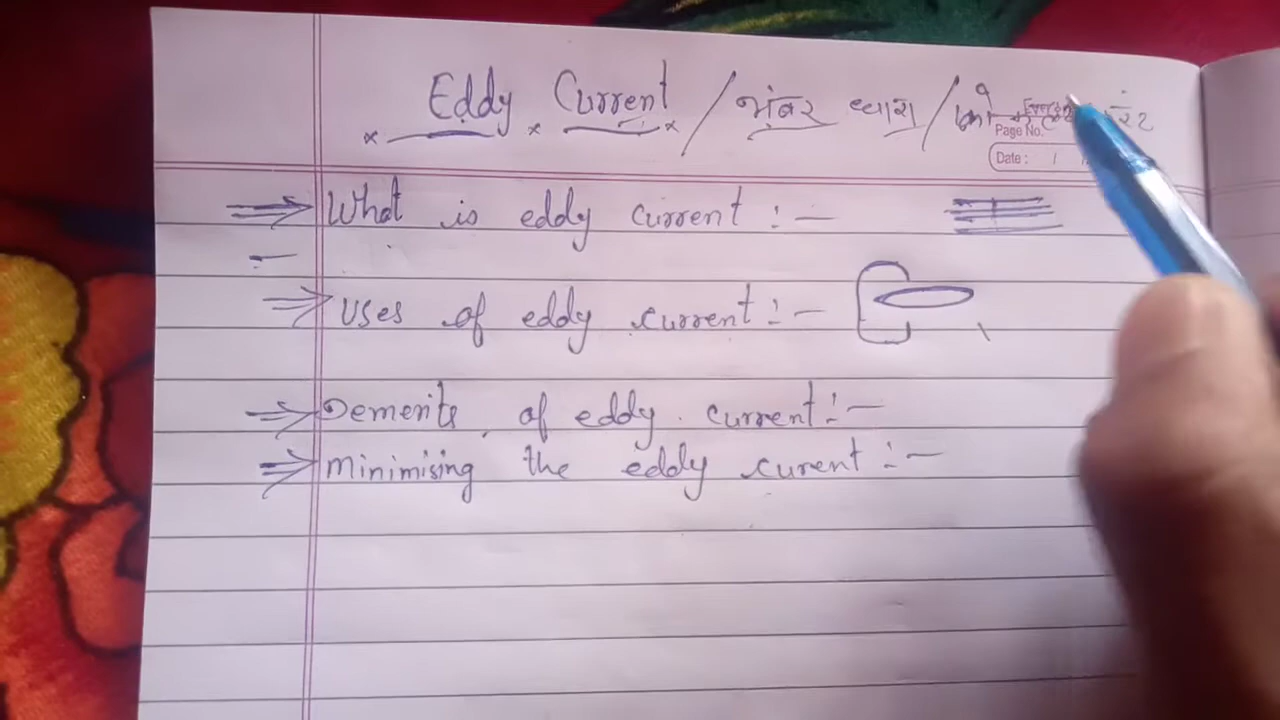 Eddy Current / भंवर धारा /
Page No.
Date : / /
What is eddy current : —
Uses of eddy current : —
Demerits of eddy current : —
minimising the eddy curent : —